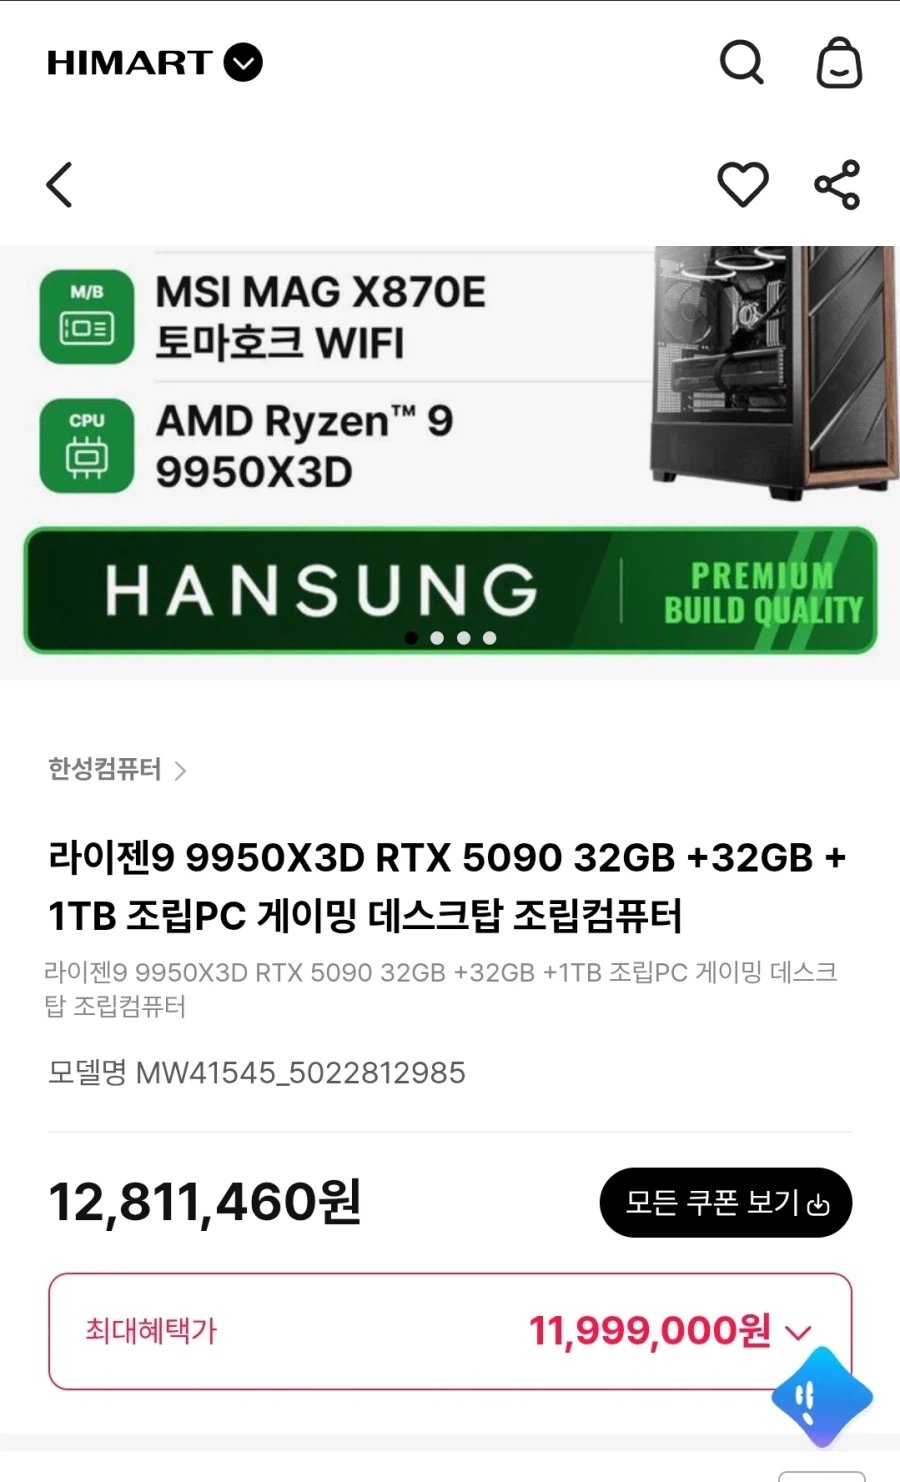 HIMART
M/B
MSI MAG X870E
토마호크 WIFI
CPU
AMD Ryzen™ 9
9950X3D
HANSUNG
PREMIUM
BUILD QUALITY
한성컴퓨터
라이젠9 9950X3D RTX 5090 32GB +32GB +
1TB 조립PC 게이밍 데스크탑 조립컴퓨터
라이젠9 9950X3D RTX 5090 32GB +32GB +1TB 조립PC 게이밍 데스크
탑 조립컴퓨터
모델명 MW41545_5022812985
12,811,460원
모든 쿠폰 보기
최대혜택가
11,999,000원